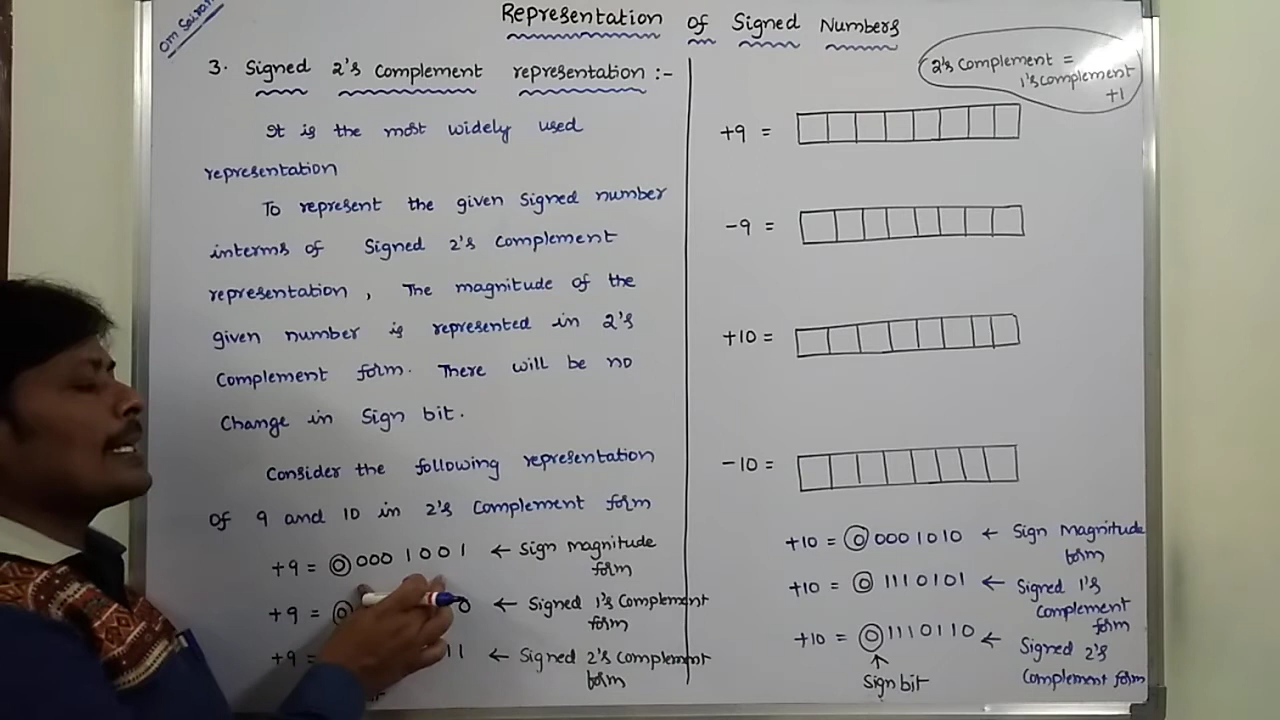 Om Sairam
Representation of Signed Numbers
3. Signed 2's Complement representation :-
It is the most widely used
representation
To represent the given Signed number
interms of Signed 2's Complement
representation, The magnitude of the
given number is represented in 2's
Complement form. There will be no
Change in Sign bit.
Consider the following representation
of 9 and 10 in 2's Complement form
+9 = 0 000 1001 ← Sign magnitude
form
+9 = 0 0 ← Signed 1's Complement
form
+9 = 11 ← Signed 2's Complement
form
2's Complement =
1's complement
+1
+9 =
-9 =
+10 =
-10 =
+10 = 0 0001010 ← Sign Magnitude
form
+10 = 0 1110101 ← Signed 1's
Complement
form
+10 = 0 1110110 ← Signed 2's
Complement form
Sign bit